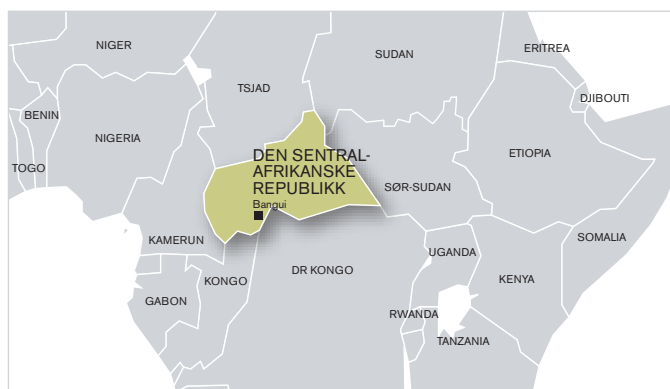 NIGER
SUDAN
ERITREA
TSJAD
DJIBOUTI
BENIN
NIGERIA
ETIOPIA
DEN SENTRAL-
AFRIKANSKE
REPUBLIKK
TOGO
SØR-SUDAN
Bangui
KAMERUN
SOMALIA
UGANDA
DR KONGO
KONGO
KENYA
GABON
RWANDA
TANZANIA